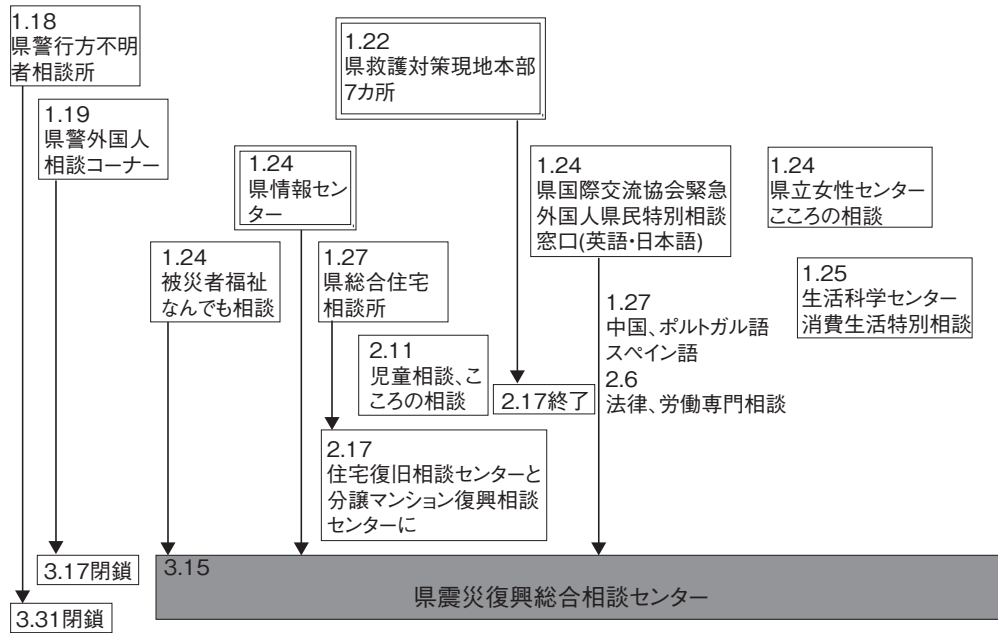 1.18
県警行方不明
者相談所
1.19
県警外国人
相談コーナー
1.22
県救護対策現地本部
7カ所
1.24
県情報セン
ター
1.24
県国際交流協会緊急
外国人県民特別相談
窓口(英語・日本語)
1.24
県立女性センター
こころの相談
1.24
被災者福祉
なんでも相談
1.27
県総合住宅
相談所
1.25
生活科学センター
消費生活特別相談
1.27
中国、ポルトガル語
スペイン語
2.6
法律、労働専門相談
2.11
児童相談、こ
ころの相談
2.17終了
2.17
住宅復旧相談センターと
分譲マンション復興相談
センターに
3.15
県震災復興総合相談センター
3.17閉鎖
3.31閉鎖